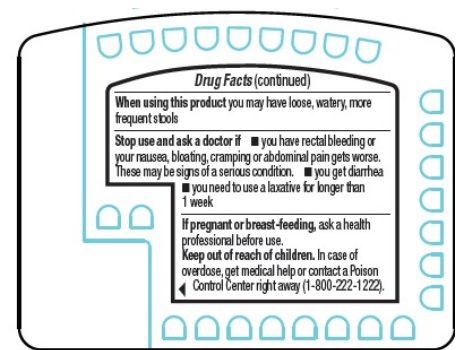 Drug Facts (continued)
When using this product you may have loose, watery, more
frequent stools
Stop use and ask a doctor if ■ you have rectal bleeding or
your nausea, bloating, cramping or abdominal pain gets worse.
These may be signs of a serious condition. ■ you get diarrhea
■ you need to use a laxative for longer than
1 week
If pregnant or breast-feeding, ask a health
professional before use.
Keep out of reach of children. In case of
overdose, get medical help or contact a Poison
Control Center right away (1-800-222-1222).